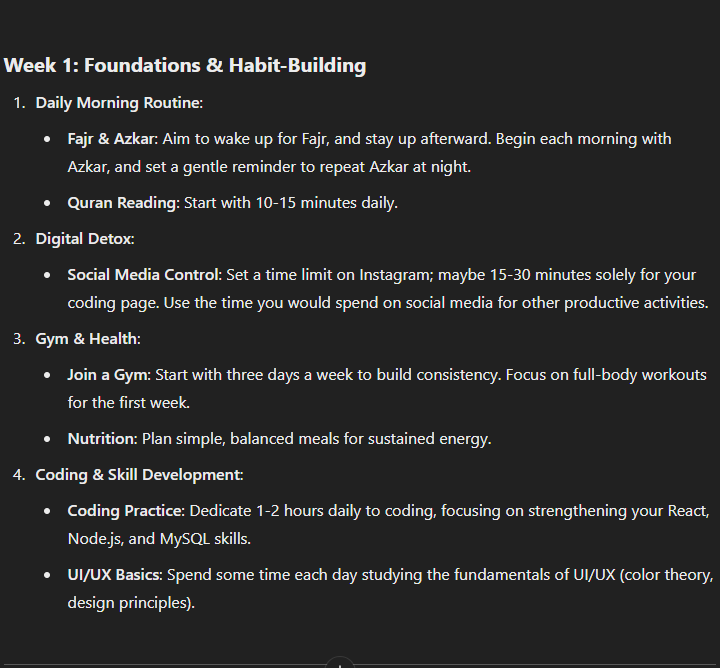 Week 1: Foundations & Habit-Building
1. Daily Morning Routine:
• Fajr & Azkar: Aim to wake up for Fajr, and stay up afterward. Begin each morning with
Azkar, and set a gentle reminder to repeat Azkar at night.
• Quran Reading: Start with 10-15 minutes daily.
2. Digital Detox:
• Social Media Control: Set a time limit on Instagram; maybe 15-30 minutes solely for your
coding page. Use the time you would spend on social media for other productive activities.
3. Gym & Health:
• Join a Gym: Start with three days a week to build consistency. Focus on full-body workouts
for the first week.
• Nutrition: Plan simple, balanced meals for sustained energy.
4. Coding & Skill Development:
• Coding Practice: Dedicate 1-2 hours daily to coding, focusing on strengthening your React,
Node.js, and MySQL skills.
• UI/UX Basics: Spend some time each day studying the fundamentals of UI/UX (color theory,
design principles).